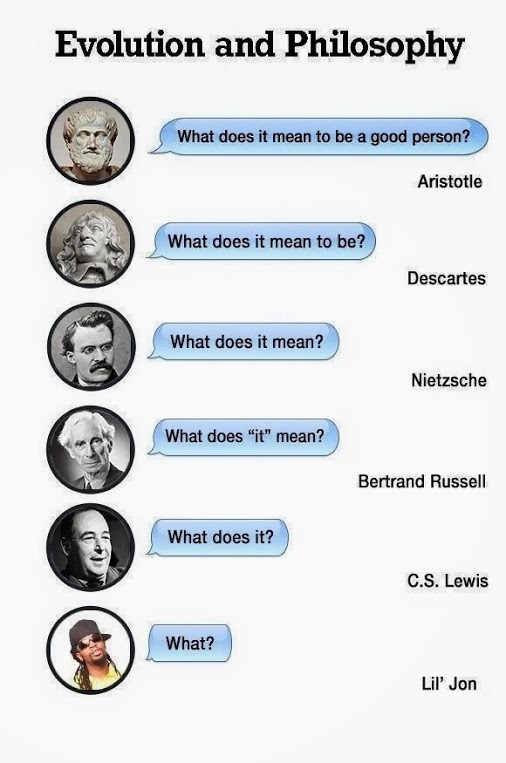 Evolution and Philosophy
What does it mean to be a good person?
Aristotle
What does it mean to be?
Descartes
What does it mean?
Nietzsche
What does “it” mean?
Bertrand Russell
What does it?
C.S. Lewis
What?
Lil’ Jon